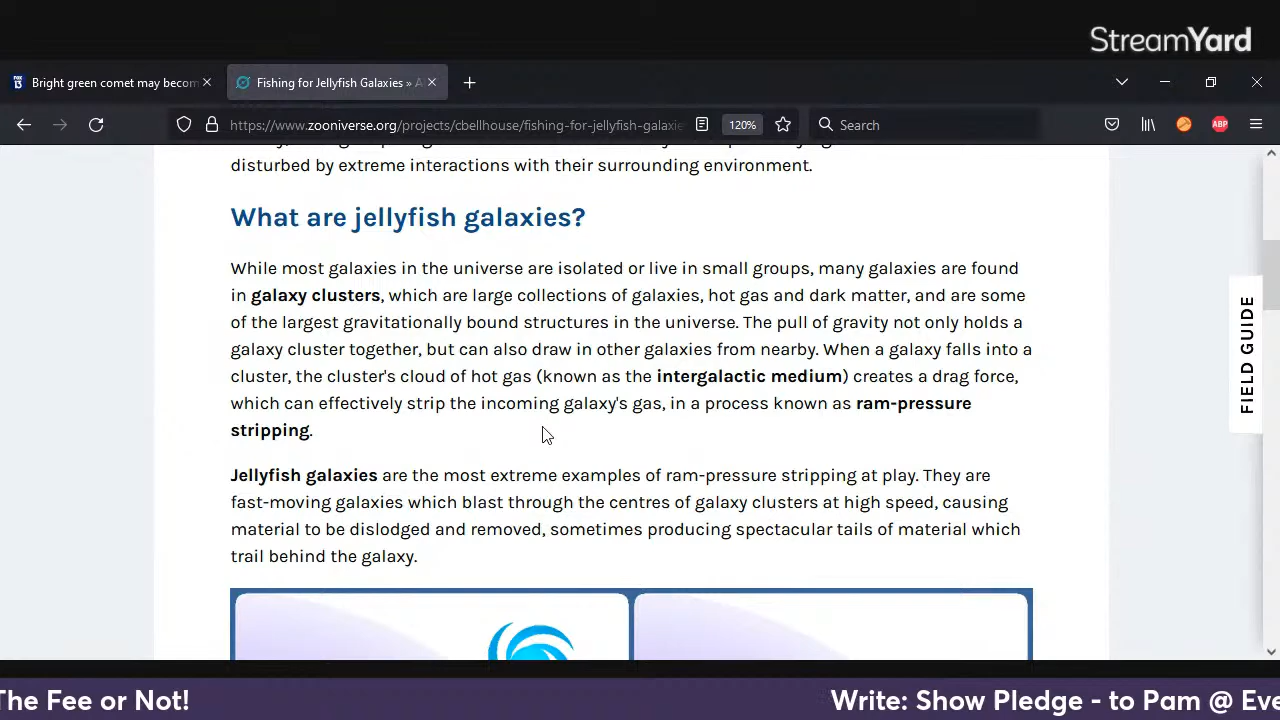 StreamYard
Bright green comet may becom
Fishing for Jellyfish Galaxies » A
https://www.zooniverse.org/projects/cbellhouse/fishing-for-jellyfish-galaxie
120%
Search
ABP
disturbed by extreme interactions with their surrounding environment.
What are jellyfish galaxies?
While most galaxies in the universe are isolated or live in small groups, many galaxies are found
in galaxy clusters, which are large collections of galaxies, hot gas and dark matter, and are some
of the largest gravitationally bound structures in the universe. The pull of gravity not only holds a
galaxy cluster together, but can also draw in other galaxies from nearby. When a galaxy falls into a
cluster, the cluster's cloud of hot gas (known as the intergalactic medium) creates a drag force,
which can effectively strip the incoming galaxy's gas, in a process known as ram-pressure
stripping.
Jellyfish galaxies are the most extreme examples of ram-pressure stripping at play. They are
fast-moving galaxies which blast through the centres of galaxy clusters at high speed, causing
material to be dislodged and removed, sometimes producing spectacular tails of material which
trail behind the galaxy.
FIELD GUIDE
The Fee or Not!
Write: Show Pledge - to Pam @ Eve